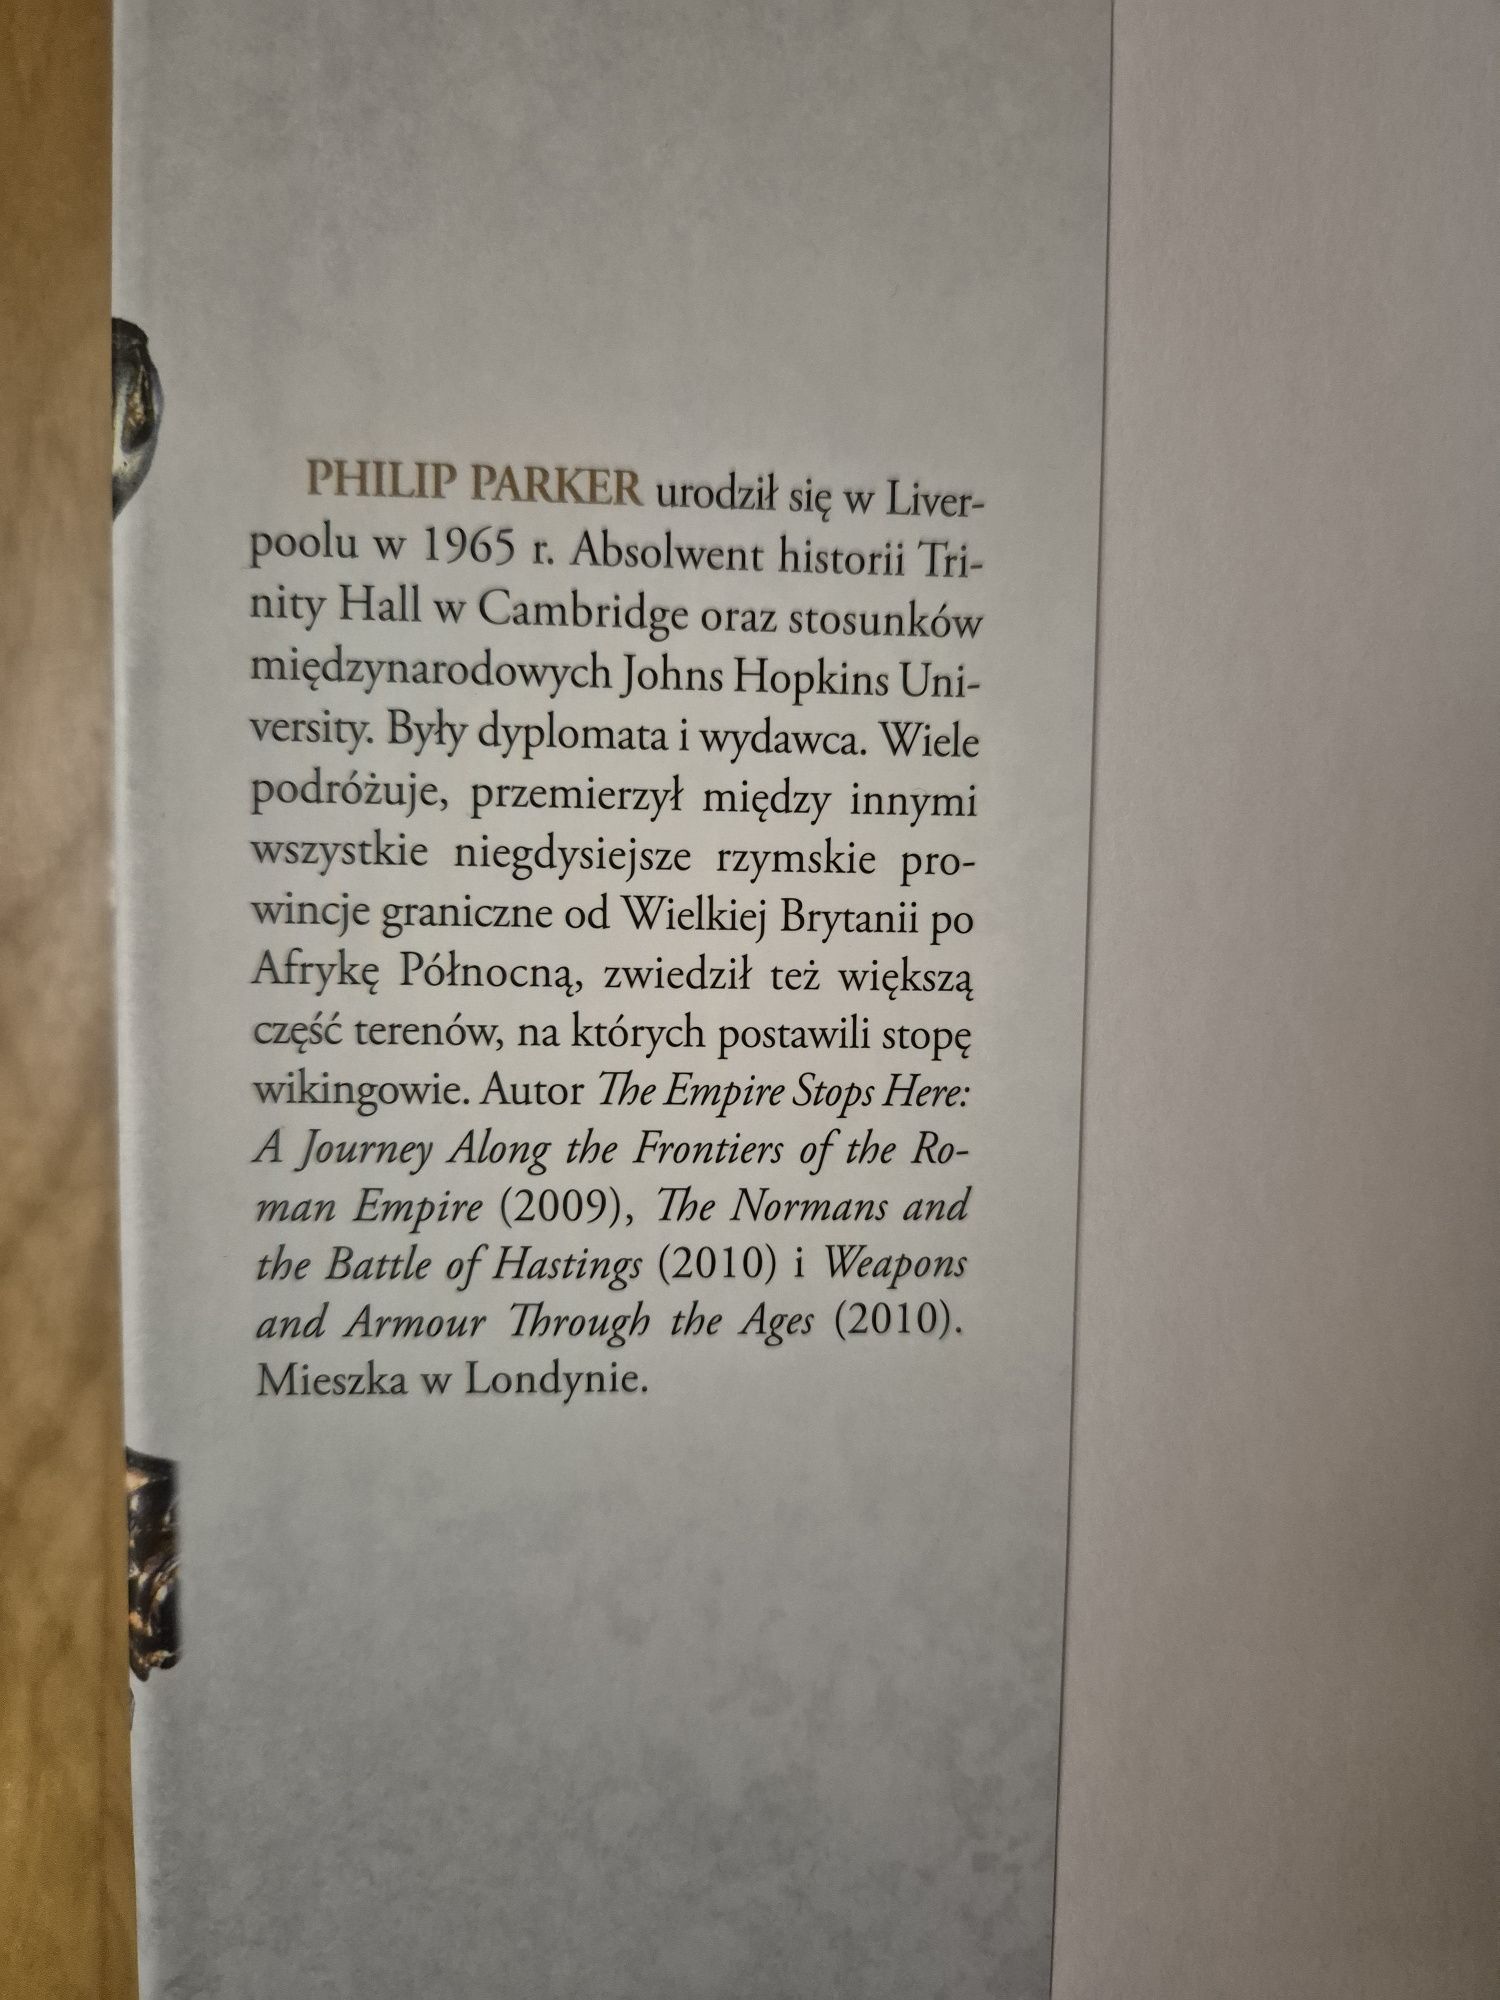 PHILIP PARKER urodził się w Liver-
poolu w 1965 r. Absolwent historii Tri-
nity Hall w Cambridge oraz stosunków
międzynarodowych Johns Hopkins Uni-
versity. Były dyplomata i wydawca. Wiele
podróżuje, przemierzył między innymi
wszystkie niegdysiejsze rzymskie pro-
wincje graniczne od Wielkiej Brytanii po
Afrykę Północną, zwiedził też większą
część terenów, na których postawili stopę
wikingowie. Autor The Empire Stops Here:
A Journey Along the Frontiers of the Ro-
man Empire (2009), The Normans and
the Battle of Hastings (2010) i Weapons
and Armour Through the Ages (2010).
Mieszka w Londynie.